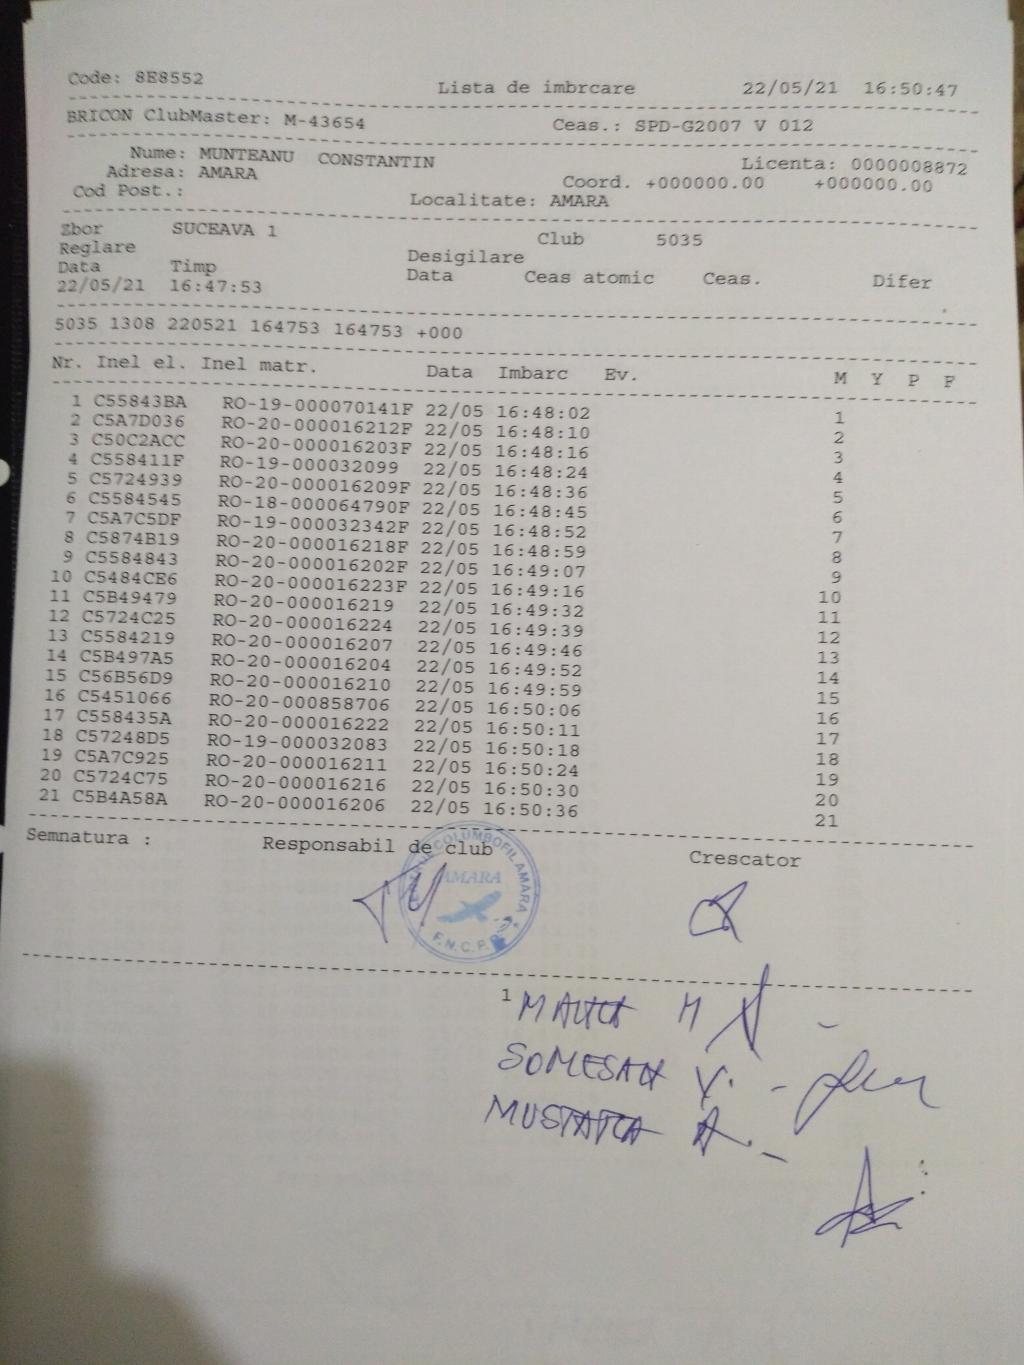 Code: 8E8552 Lista de imbrcare 22/05/21 16:50:47
BRICON ClubMaster: M-43654 Ceas.: SPD-G2007 V 012
Nume: MUNTEANU CONSTANTIN Licenta: 0000008872
Adresa: AMARA Coord. +000000.00 +000000.00
Cod Post.: Localitate: AMARA
Zbor SUCEAVA 1 Club 5035
Reglare Desigilare
Data Timp Data Ceas atomic Ceas. Difer
22/05/21 16:47:53
5035 1308 220521 164753 164753 +000
Nr. Inel el. Inel matr. Data Imbarc Ev. M Y P F
1 C55843BA RO-19-000070141F 22/05 16:48:02 1
2 C5A7D036 RO-20-000016212F 22/05 16:48:10 2
3 C50C2ACC RO-20-000016203F 22/05 16:48:16 3
4 C558411F RO-19-000032099 22/05 16:48:24 4
5 C5724939 RO-20-000016209F 22/05 16:48:36 5
6 C5584545 RO-18-000064790F 22/05 16:48:45 6
7 C5A7C5DF RO-19-000032342F 22/05 16:48:52 7
8 C5874B19 RO-20-000016218F 22/05 16:48:59 8
9 C5584843 RO-20-000016202F 22/05 16:49:07 9
10 C5484CE6 RO-20-000016223F 22/05 16:49:16 10
11 C5B49479 RO-20-000016219 22/05 16:49:32 11
12 C5724C25 RO-20-000016224 22/05 16:49:39 12
13 C5584219 RO-20-000016207 22/05 16:49:46 13
14 C5B497A5 RO-20-000016204 22/05 16:49:52 14
15 C56B56D9 RO-20-000016210 22/05 16:49:59 15
16 C5451066 RO-20-000858706 22/05 16:50:06 16
17 C558435A RO-20-000016222 22/05 16:50:11 17
18 C57248D5 RO-19-000032083 22/05 16:50:18 18
19 C5A7C925 RO-20-000016211 22/05 16:50:24 19
20 C5724C75 RO-20-000016216 22/05 16:50:30 20
21 C5B4A58A RO-20-000016206 22/05 16:50:36 21
Semnatura : Responsabil de club Crescator
COLUMBOFIL AMARA
AMARA
F.N.C.P.R.
1
SOMESAN V. -
MUSTATEA A. -